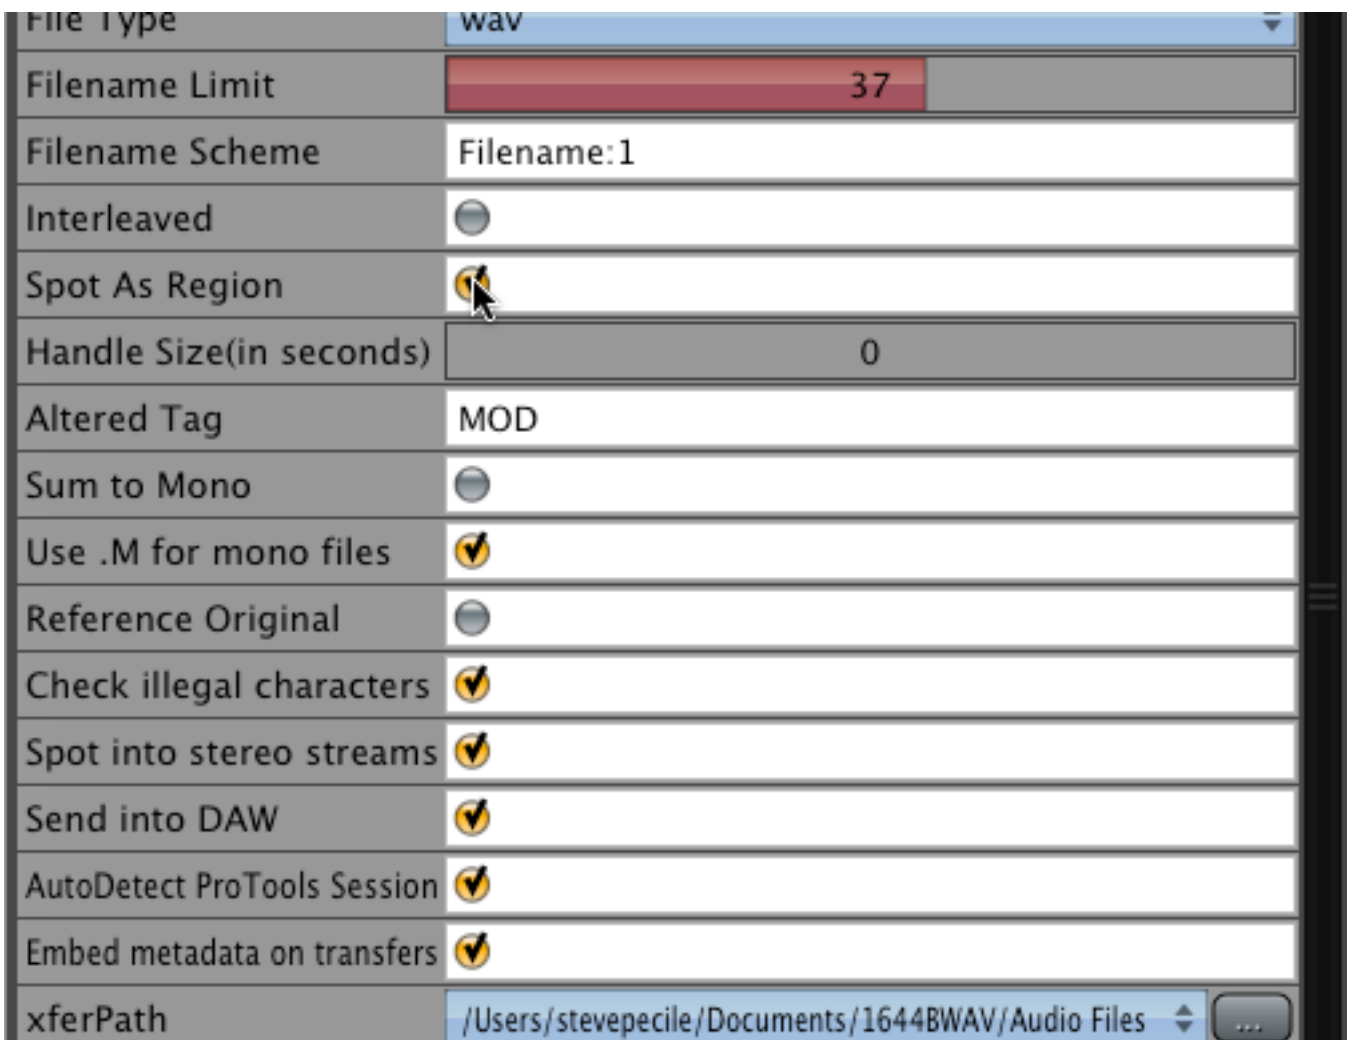 File Type wav
Filename Limit 37
Filename Scheme Filename:1
Interleaved
Spot As Region
Handle Size(in seconds) 0
Altered Tag MOD
Sum to Mono
Use .M for mono files
Reference Original
Check illegal characters
Spot into stereo streams
Send into DAW
AutoDetect ProTools Session
Embed metadata on transfers
xferPath /Users/stevepecile/Documents/1644BWAV/Audio Files ...